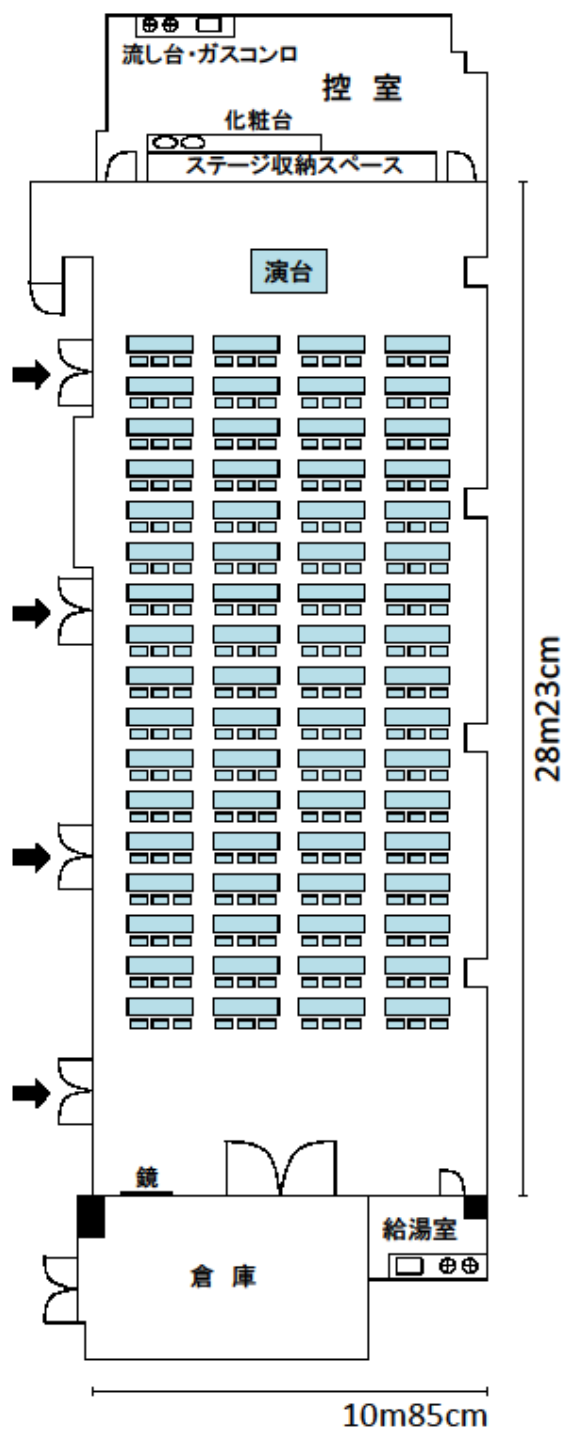 流し台・ガスコンロ
控 室
化粧台
ステージ収納スペース
演台
28m23cm
鏡
給湯室
倉 庫
10m85cm